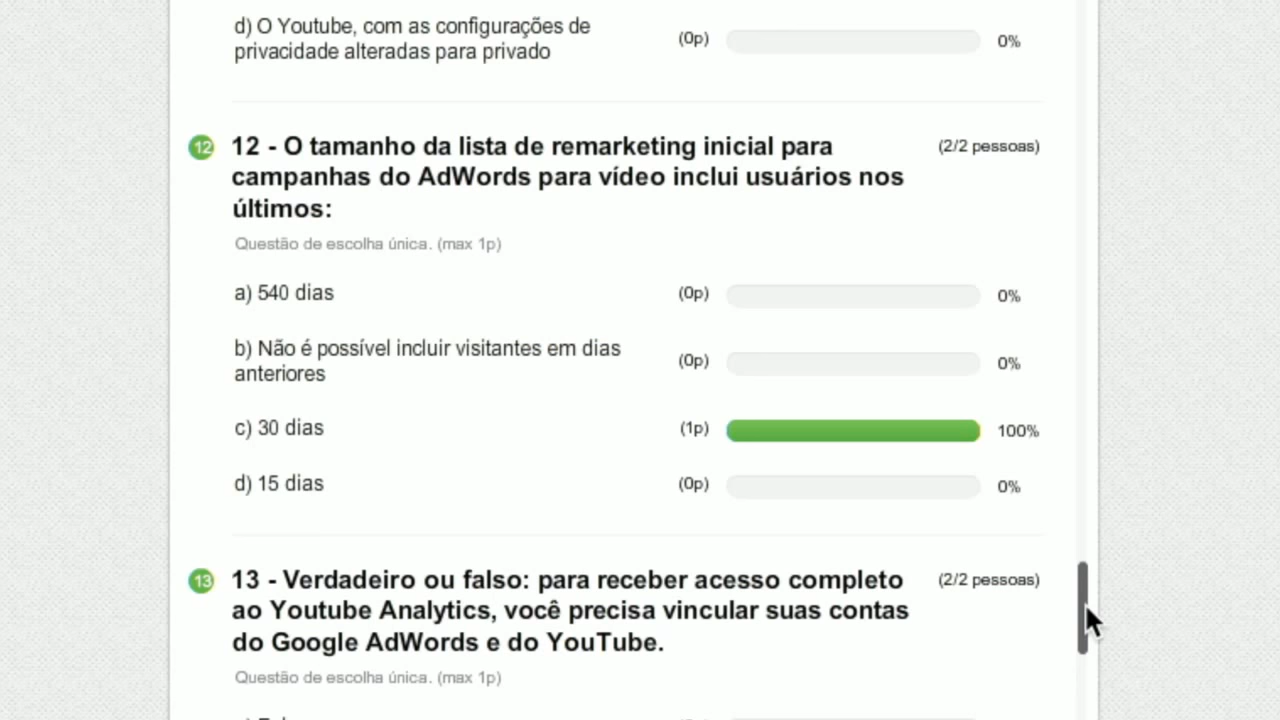 d) O Youtube, com as configurações de
privacidade alteradas para privado
(0p)
0%
12
12 - O tamanho da lista de remarketing inicial para
campanhas do AdWords para vídeo inclui usuários nos
últimos:
(2/2 pessoas)
Questão de escolha única. (max 1p)
a) 540 dias
(0p)
0%
b) Não é possível incluir visitantes em dias
anteriores
(0p)
0%
c) 30 dias
(1p)
100%
d) 15 dias
(0p)
0%
13
13 - Verdadeiro ou falso: para receber acesso completo
ao Youtube Analytics, você precisa vincular suas contas
do Google AdWords e do YouTube.
(2/2 pessoas)
Questão de escolha única. (max 1p)